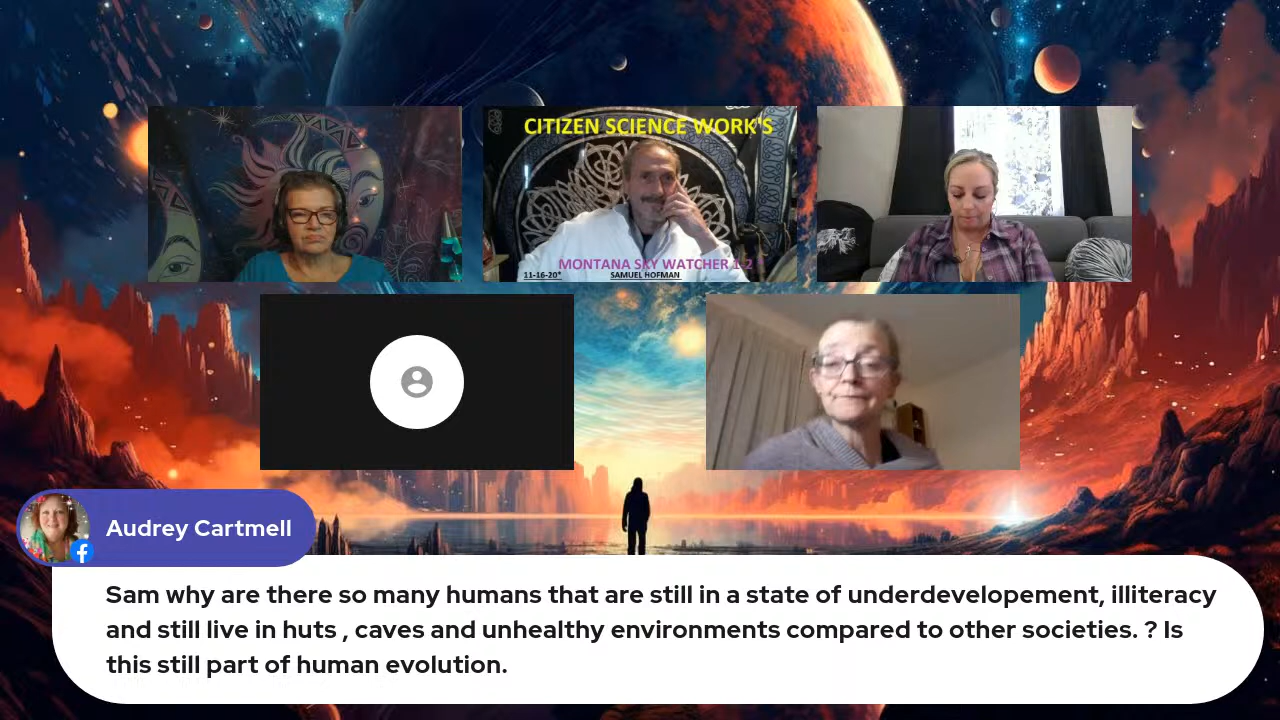 CITIZEN SCIENCE WORK'S
MONTANA SKY WATCHER 1-2
11-16-20*
SAMUEL HOFMAN
Audrey Cartmell
Sam why are there so many humans that are still in a state of underdevelopement, illiteracy
and still live in huts , caves and unhealthy environments compared to other societies. ? Is
this still part of human evolution.